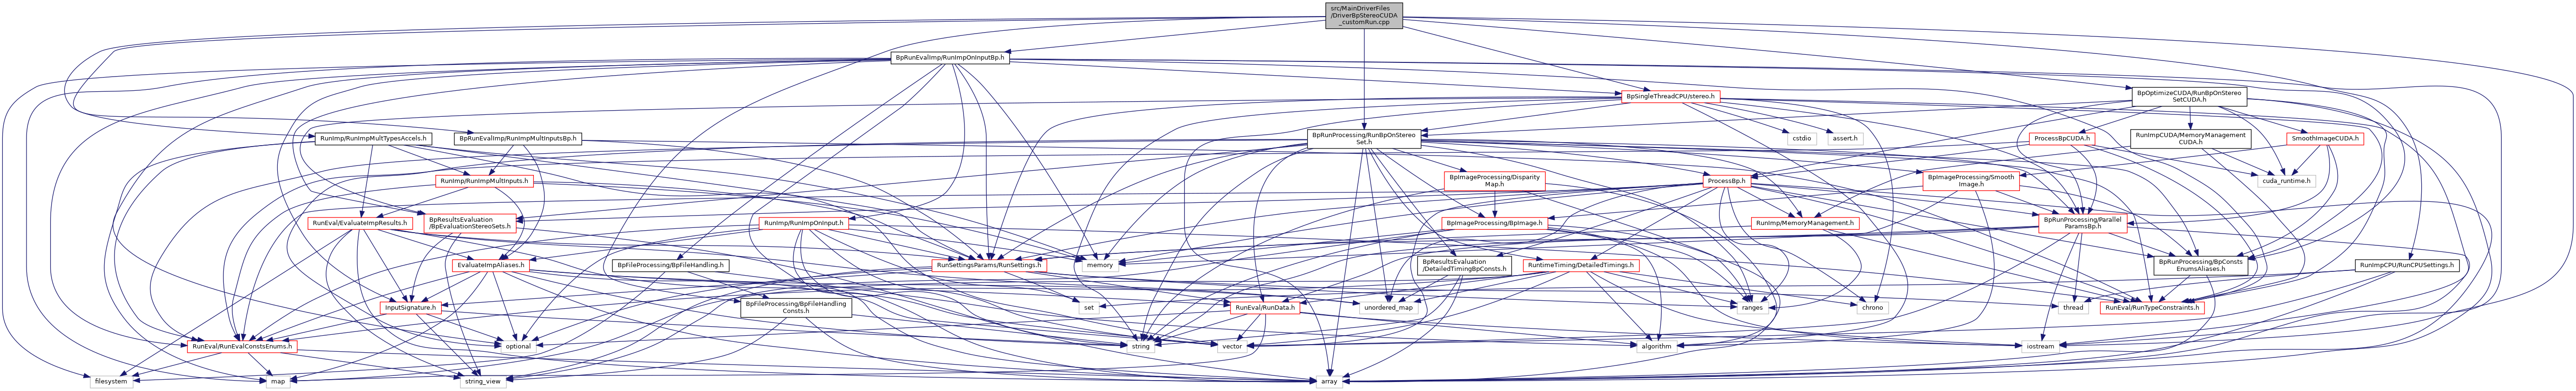 src/MainDriverFiles
/DriverBpStereoCUDA
_customRun.cpp
BpRunEvalImp/RunImpOnInputBp.h
BpSingleThreadCPU/stereo.h
BpOptimizeCUDA/RunBpOnStereo
SetCUDA.h
RunImp/RunImpMultTypesAccels.h
BpRunEvalImp/RunImpMultInputsBp.h
BpRunProcessing/RunBpOnStereo
Set.h
cstdio
assert.h
ProcessBpCUDA.h
RunImpCUDA/MemoryManagement
CUDA.h
SmoothImageCUDA.h
RunImp/RunImpMultInputs.h
BpImageProcessing/Disparity
Map.h
ProcessBp.h
BpImageProcessing/Smooth
Image.h
cuda_runtime.h
RunEval/EvaluateImpResults.h
BpResultsEvaluation
/BpEvaluationStereoSets.h
RunImp/RunImpOnInput.h
BpImageProcessing/BpImage.h
RunImp/MemoryManagement.h
BpRunProcessing/Parallel
ParamsBp.h
EvaluateImpAliases.h
BpFileProcessing/BpFileHandling.h
RunSettingsParams/RunSettings.h
memory
BpResultsEvaluation
/DetailedTimingBpConsts.h
RuntimeTiming/DetailedTimings.h
BpRunProcessing/BpConsts
EnumsAliases.h
RunImpCPU/RunCPUSettings.h
InputSignature.h
BpFileProcessing/BpFileHandling
Consts.h
set
RunEval/RunData.h
unordered_map
ranges
chrono
thread
RunEval/RunTypeConstraints.h
RunEval/RunEvalConstsEnums.h
optional
string
vector
algorithm
iostream
filesystem
map
string_view
array